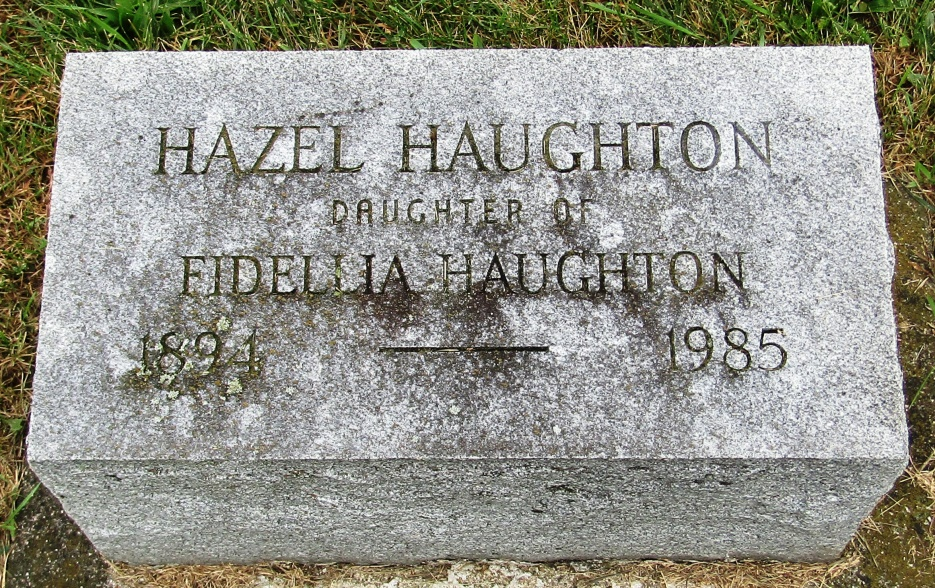 HAZEL HAUGHTON
DAUGHTER OF
FIDELLIA HAUGHTON
1894 — 1985